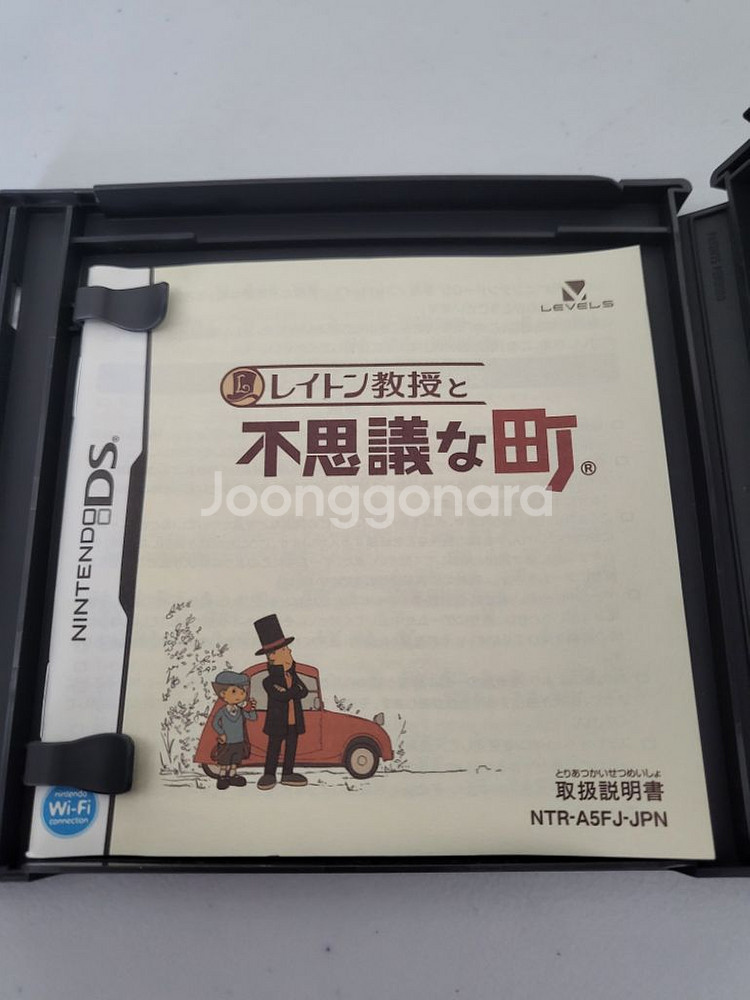 LEVEL5
レイトン教授と
不思議な町®
Joonggonara
NINTENDODS®
とりあつかいせつめいしょ
取扱説明書
NTR-A5FJ-JPN
Nintendo
Wi-Fi
connection